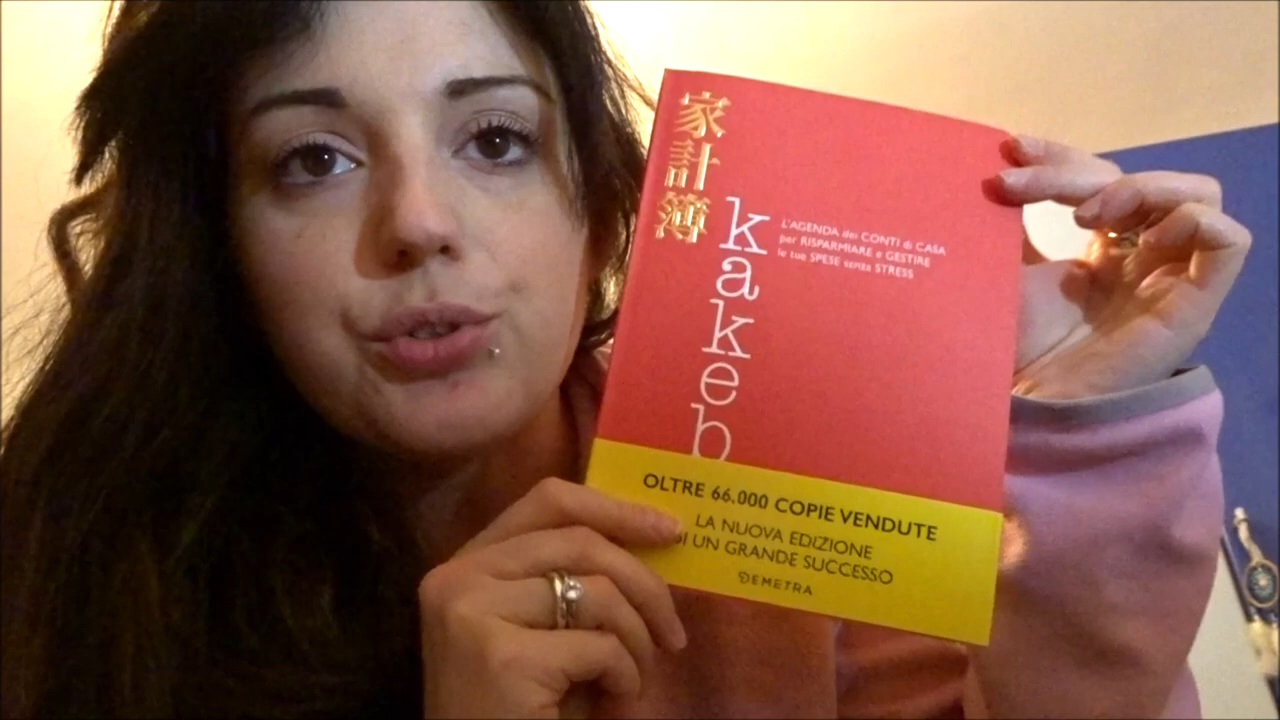 家計簿
kakeb
L'AGENDA dei CONTI di CASA
per RISPARMIARE e GESTIRE
le tue SPESE senza STRESS
OLTRE 66.000 COPIE VENDUTE
LA NUOVA EDIZIONE
DI UN GRANDE SUCCESSO
DEMETRA